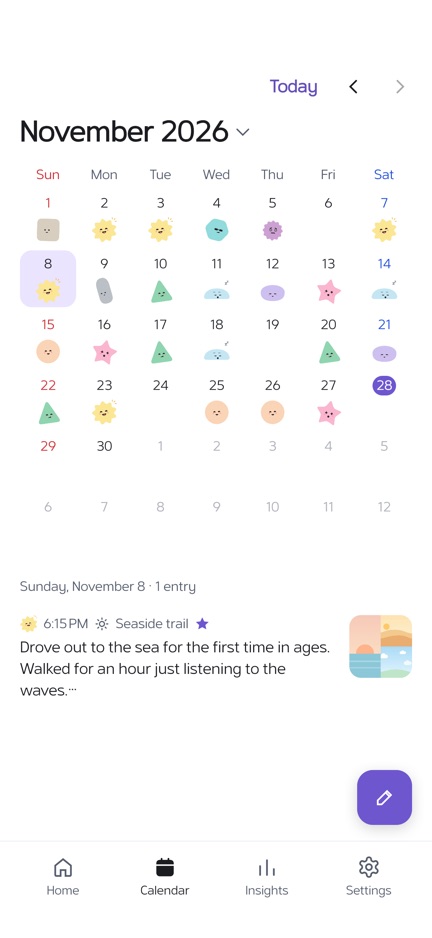 Today
November 2026
Sun Mon Tue Wed Thu Fri Sat
1 2 3 4 5 6 7
8 9 10 11 12 13 14
15 16 17 18 19 20 21
22 23 24 25 26 27 28
29 30 1 2 3 4 5
6 7 8 9 10 11 12
Sunday, November 8 · 1 entry
6:15 PM Seaside trail
Drove out to the sea for the first time in ages.
Walked for an hour just listening to the
waves.…
Home Calendar Insights Settings